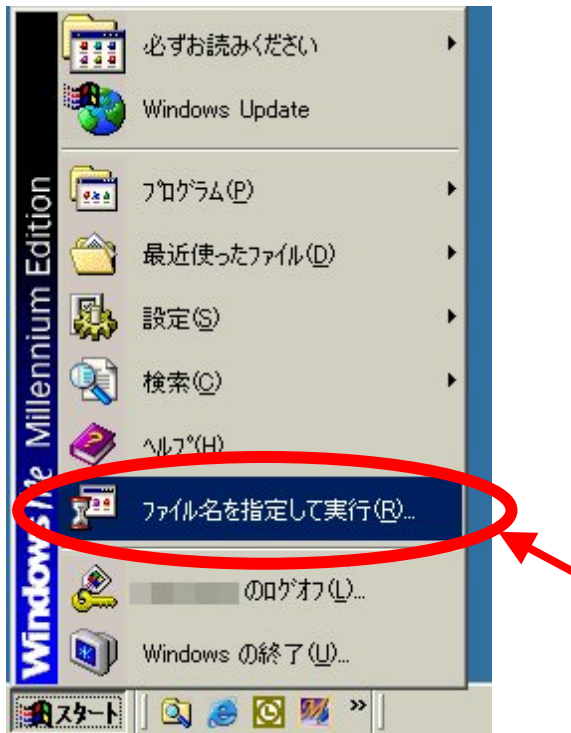 必ずお読みください
Windows Update
プログラム(P)
最近使ったファイル(D)
設定(S)
検索(C)
ヘルプ(H)
ファイル名を指定して実行(R)...
のログオフ(L)...
Windows の終了(U)...
Windows Me Millennium Edition
スタート
»